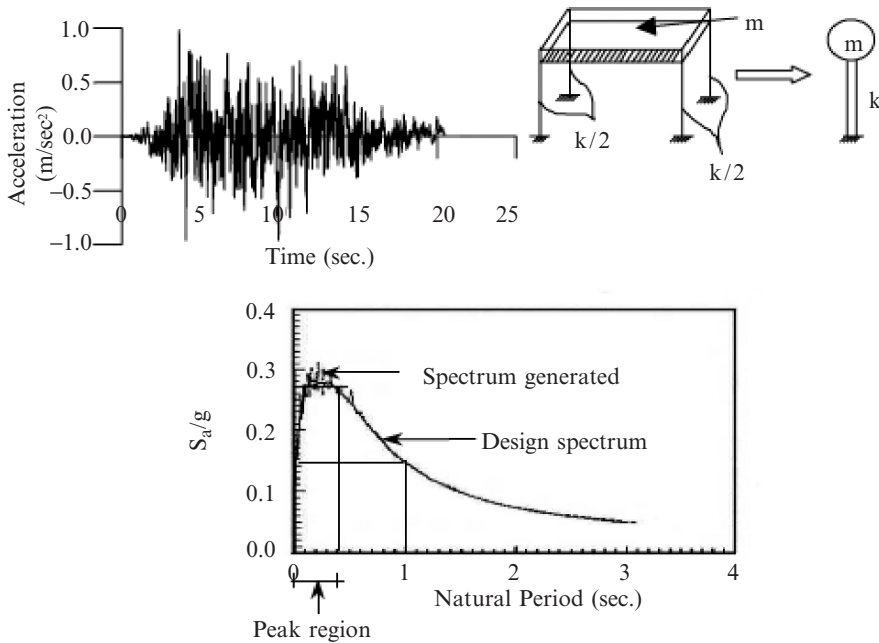 1.0
0.5
0.0
−0.5
−1.0
Acceleration
(m/sec²)
0 5 10 15 20 25
Time (sec.)
m
k/2
k/2
m
k
0.4
0.3
0.2
0.1
0.0
Sa/g
Spectrum generated
Design spectrum
0 1 2 3 4
Natural Period (sec.)
Peak region